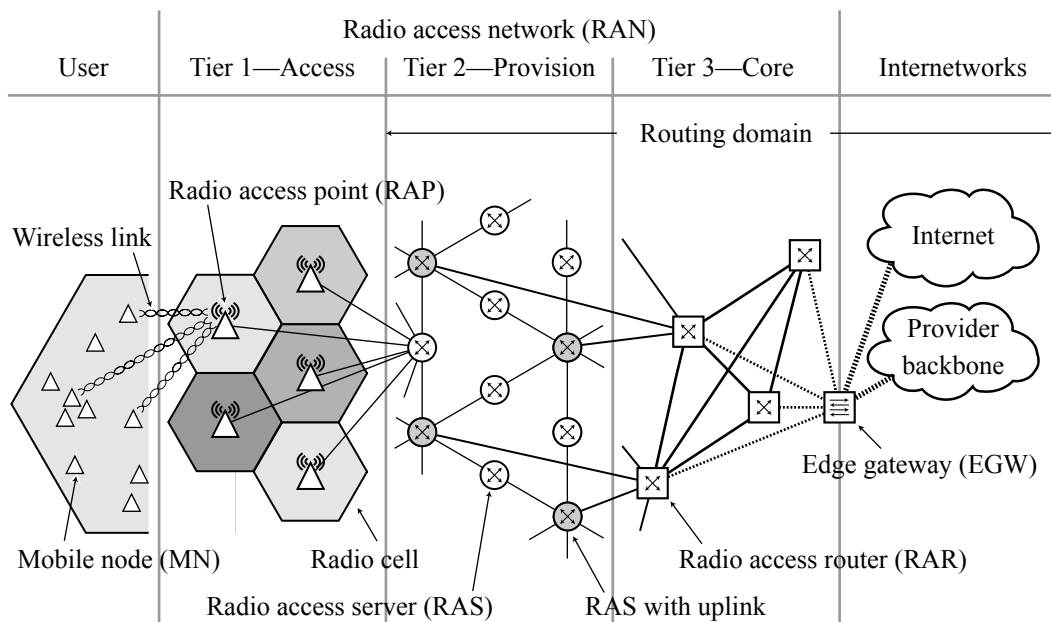 Radio access network (RAN)
User
Tier 1—Access
Tier 2—Provision
Tier 3—Core
Internetworks
Routing domain
Radio access point (RAP)
Wireless link
Internet
Provider
backbone
Edge gateway (EGW)
Mobile node (MN)
Radio cell
Radio access router (RAR)
Radio access server (RAS)
RAS with uplink